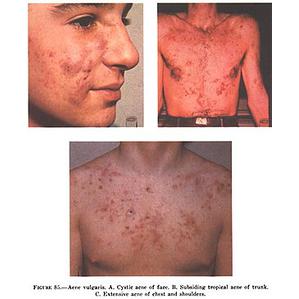 FIGURE 85.—Acne vulgaris. A. Cystic acne of face. B. Subsiding tropical acne of trunk.
C. Extensive acne of chest and shoulders.